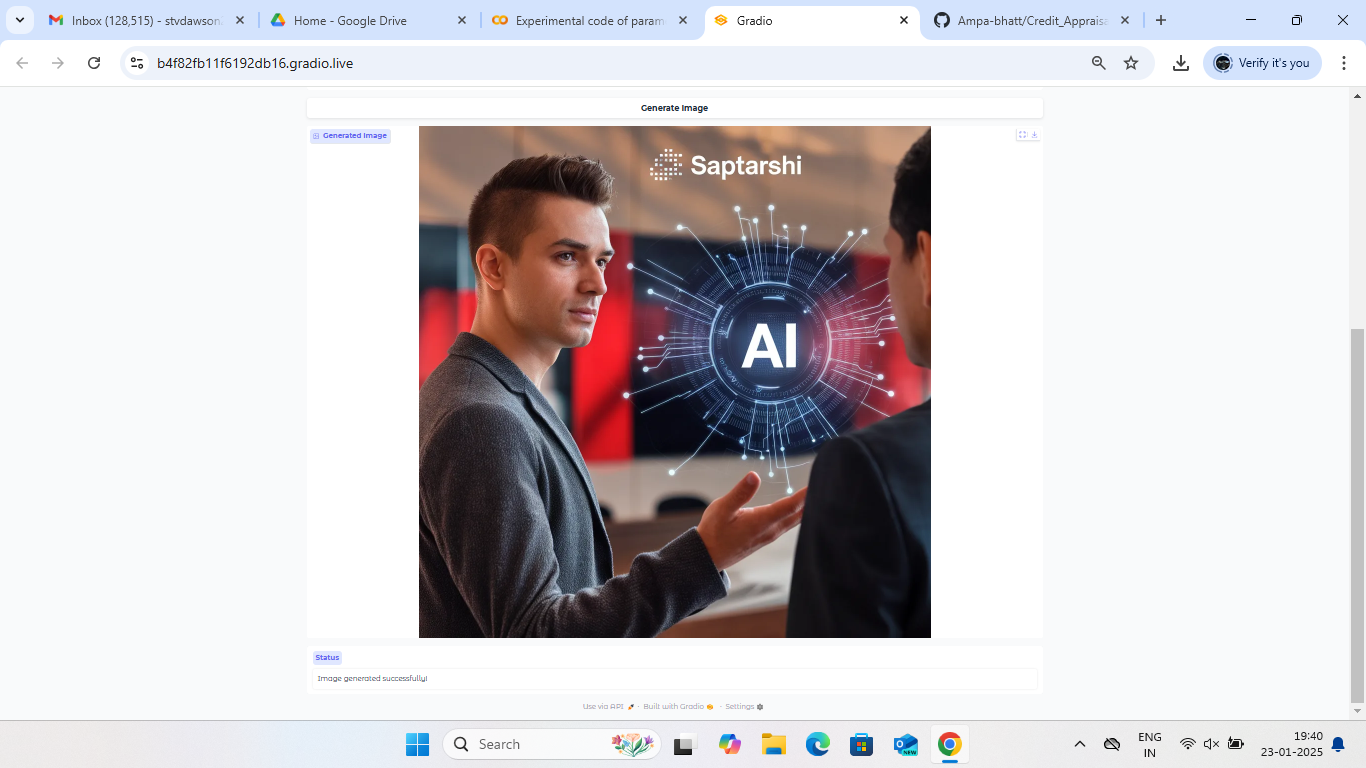 Inbox (128,515) - stvdawson
Home - Google Drive
Experimental code of param
Gradio
Ampa-bhatt/Credit_Appraisa
b4f82fb11f6192db16.gradio.live
Verify it's you
Generate Image
Generated Image
Saptarshi
AI
Status
Image generated successfully!
Use via API · Built with Gradio · Settings
Search
NEW
ENG
IN
19:40
23-01-2025